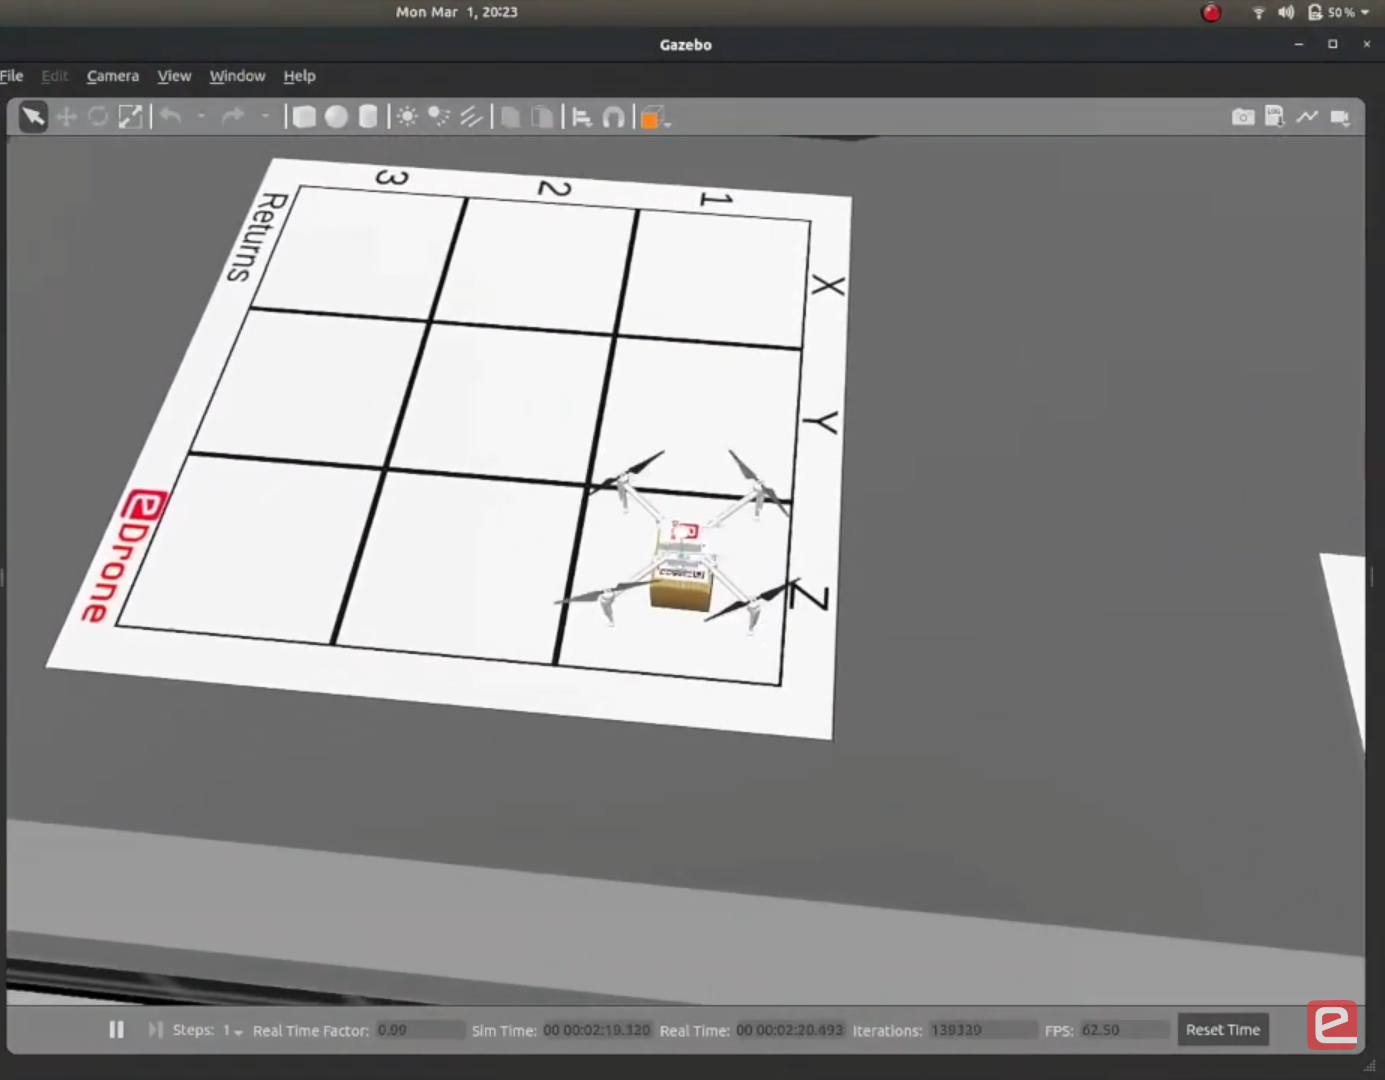 Mon Mar 1, 20:23
50 %
Gazebo
File Edit Camera View Window Help
3 2 1
Returns
X
Y
Z
eDrone
Steps: 1 Real Time Factor: 0.99 Sim Time: 00 00:02:19.320 Real Time: 00 00:02:20.493 Iterations: 139320 FPS: 62.50 Reset Time
e